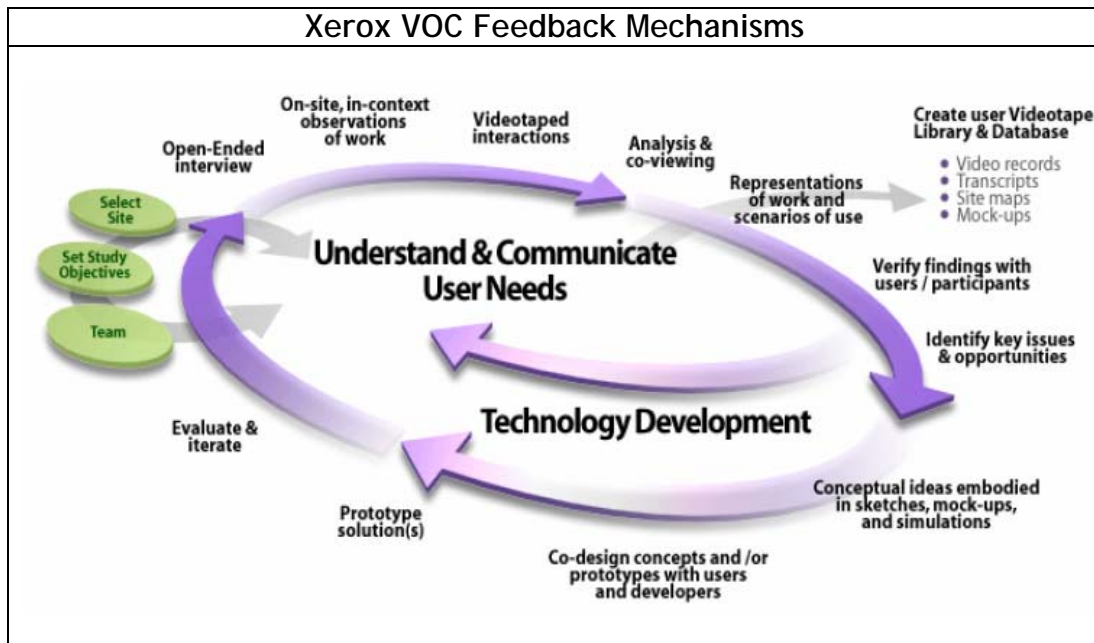 Xerox VOC Feedback Mechanisms
On-site, in-context
observations
of work
Videotaped
interactions
Create user Videotape
Library & Database
• Video records
• Transcripts
• Site maps
• Mock-ups
Open-Ended
interview
Analysis &
co-viewing
Representations
of work and
scenarios of use
Select
Site
Set Study
Objectives
Team
Understand & Communicate
User Needs
Verify findings with
users / participants
Identify key issues
& opportunities
Technology Development
Evaluate &
iterate
Conceptual ideas embodied
in sketches, mock-ups,
and simulations
Prototype
solution(s)
Co-design concepts and /or
prototypes with users
and developers